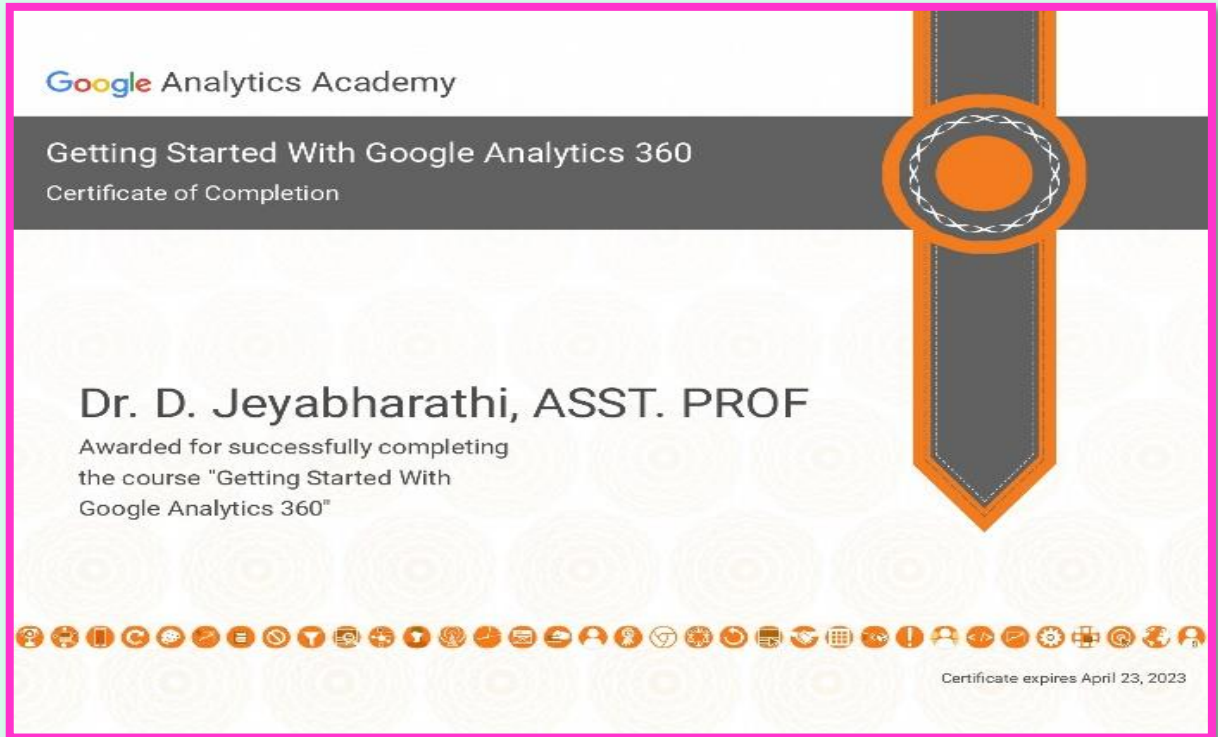 Google Analytics Academy
Getting Started With Google Analytics 360
Certificate of Completion
Dr. D. Jeyabharathi, ASST. PROF
Awarded for successfully completing
the course "Getting Started With
Google Analytics 360"
Certificate expires April 23, 2023